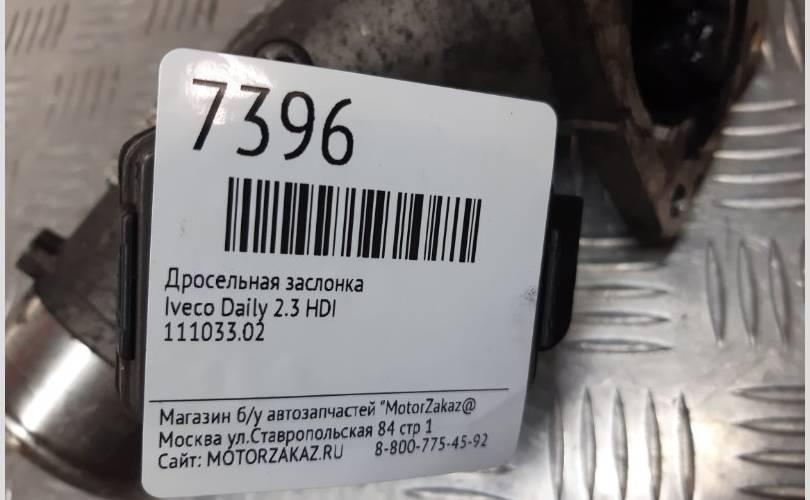 7396
Дросельная заслонка
Iveco Daily 2.3 HDI
111033.02
Магазин б/у автозапчастей "MotorZakaz@
Москва ул.Ставропольская 84 стр 1
Сайт: MOTORZAKAZ.RU 8-800-775-45-92